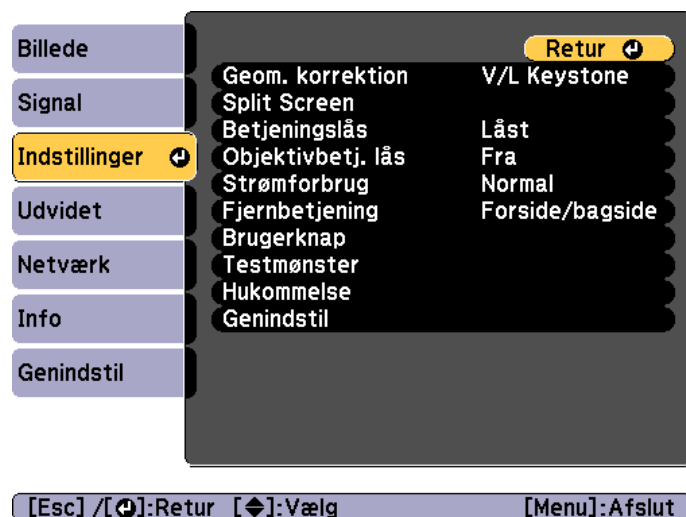 Billede
Signal
Indstillinger
Udvidet
Netværk
Info
Genindstil
Retur
Geom. korrektion V/L Keystone
Split Screen
Betjeningslås Låst
Objektivbetj. lås Fra
Strømforbrug Normal
Fjernbetjening Forside/bagside
Brugerknap
Testmønster
Hukommelse
Genindstil
[Esc] /[⏎]:Retur [◆]:Vælg [Menu]:Afslut